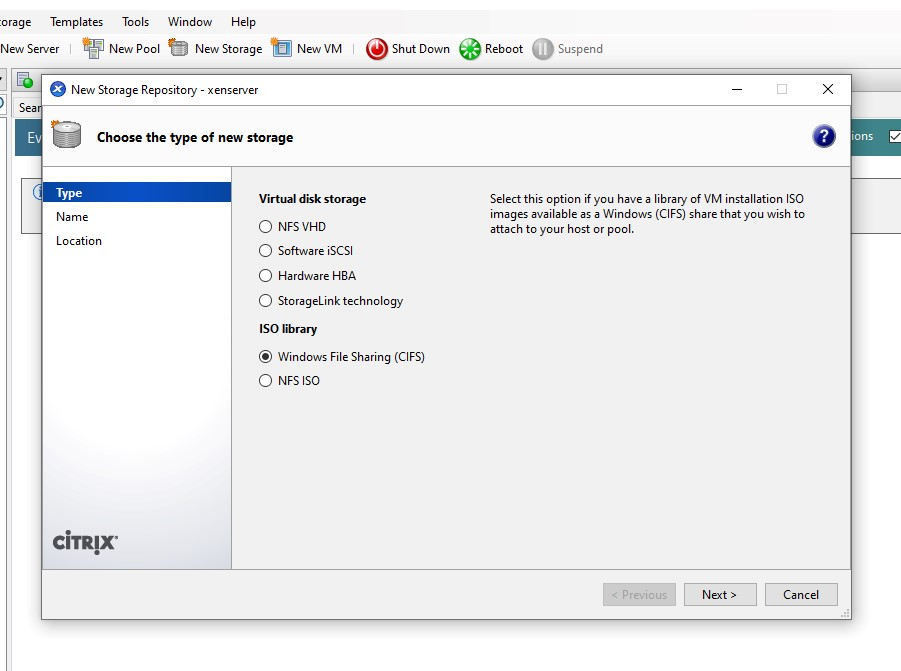 orage Templates Tools Window Help
New Server New Pool New Storage New VM Shut Down Reboot Suspend
New Storage Repository - xenserver
Sear
Choose the type of new storage
?
Ev
ions
Type
Name
Location
Virtual disk storage
NFS VHD
Software iSCSI
Hardware HBA
StorageLink technology
ISO library
Windows File Sharing (CIFS)
NFS ISO
Select this option if you have a library of VM installation ISO
images available as a Windows (CIFS) share that you wish to
attach to your host or pool.
CITRIX
< Previous Next > Cancel